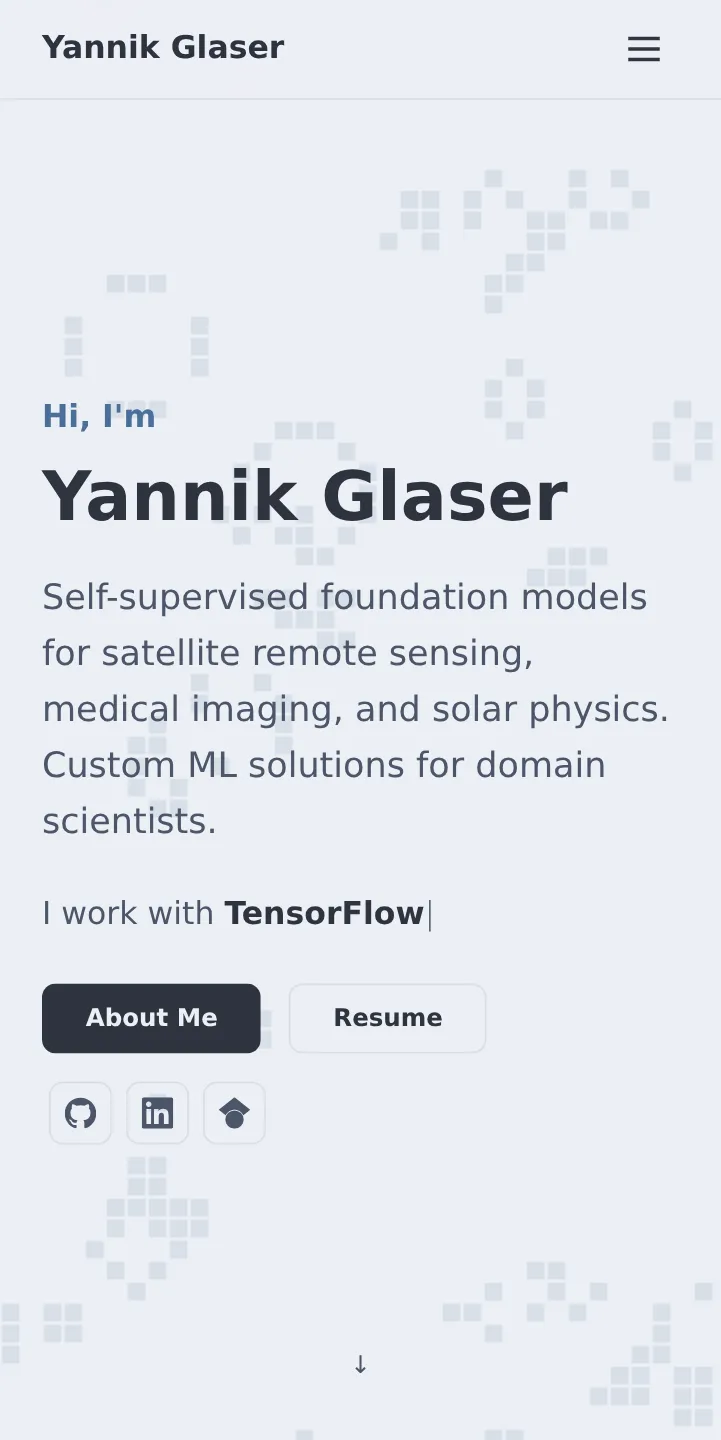 Yannik Glaser
Hi, I'm
Yannik Glaser
Self-supervised foundation models
for satellite remote sensing,
medical imaging, and solar physics.
Custom ML solutions for domain
scientists.
I work with TensorFlow|
About Me Resume
in
↓